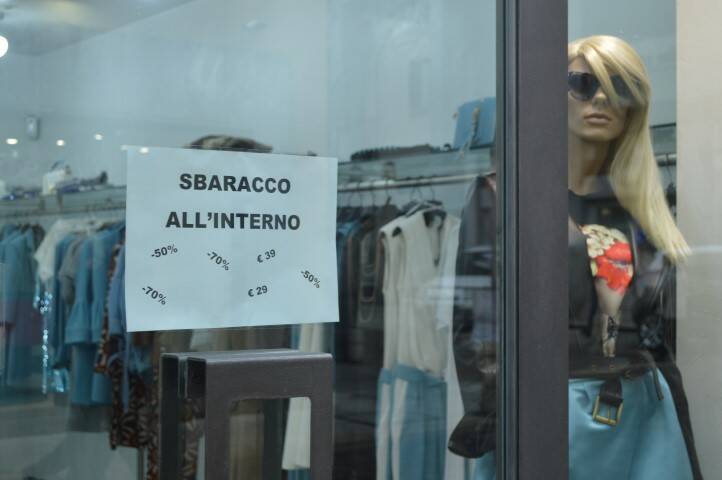 SBARACCO
ALL'INTERNO
-50% -70% € 39
-70% € 29 -50%